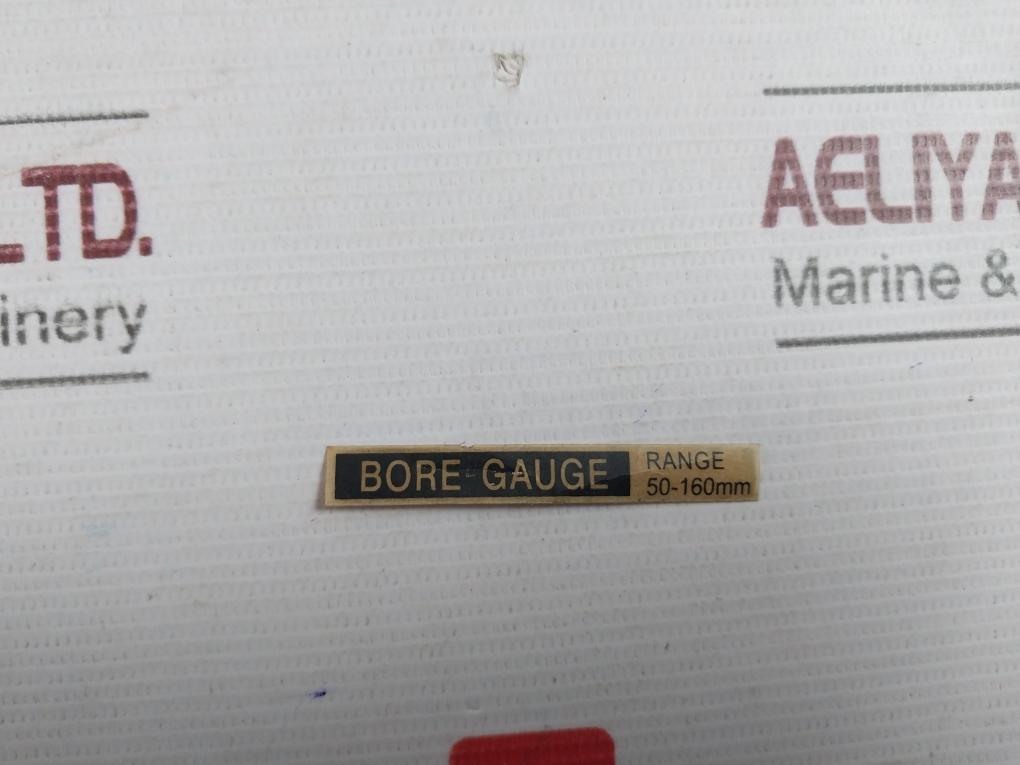 LTD.
inery
AELIYA
Marine &
BORE GAUGE
RANGE
50-160mm